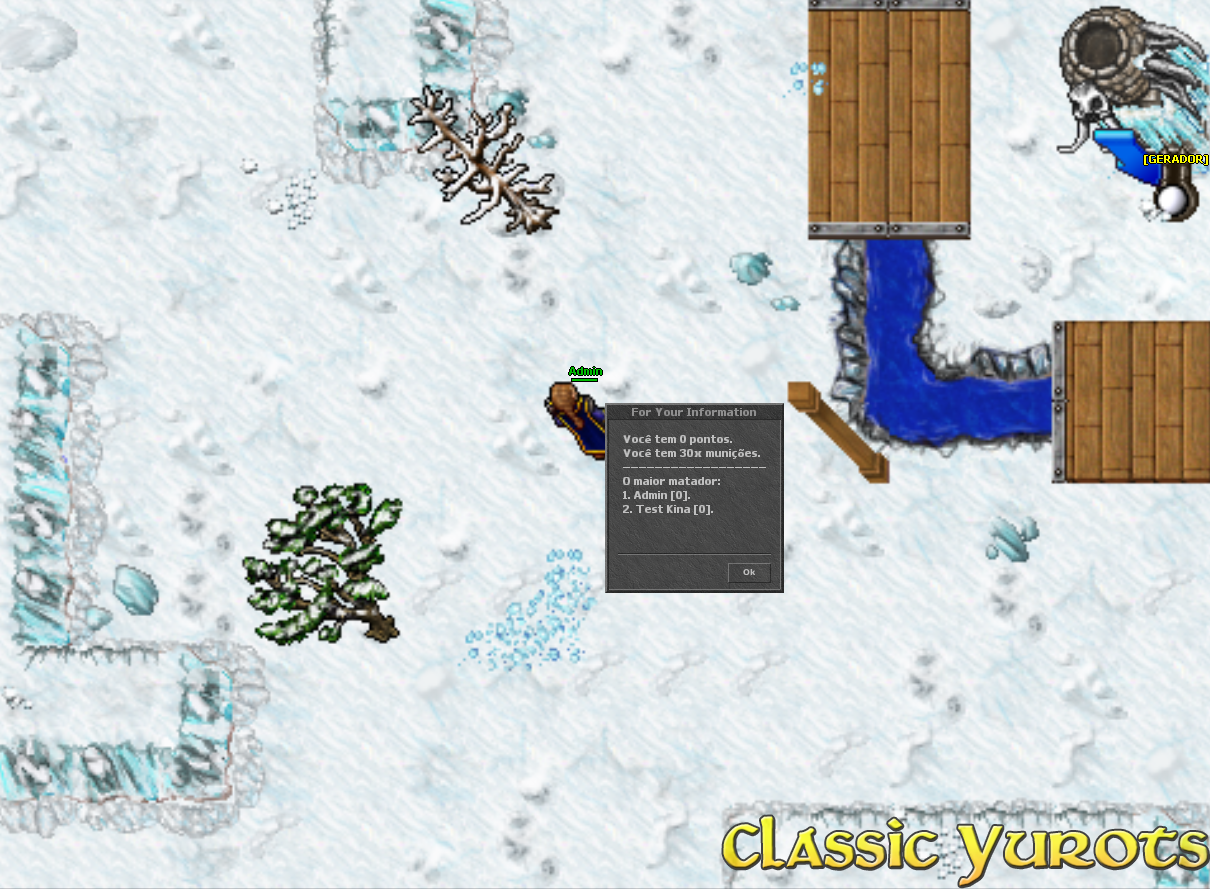 [GERADOR]
Admin
For Your Information
Você tem 0 pontos.
Você tem 30x munições.
------------------
O maior matador:
1. Admin [0].
2. Test Kina [0].
Ok
Classic Yurots